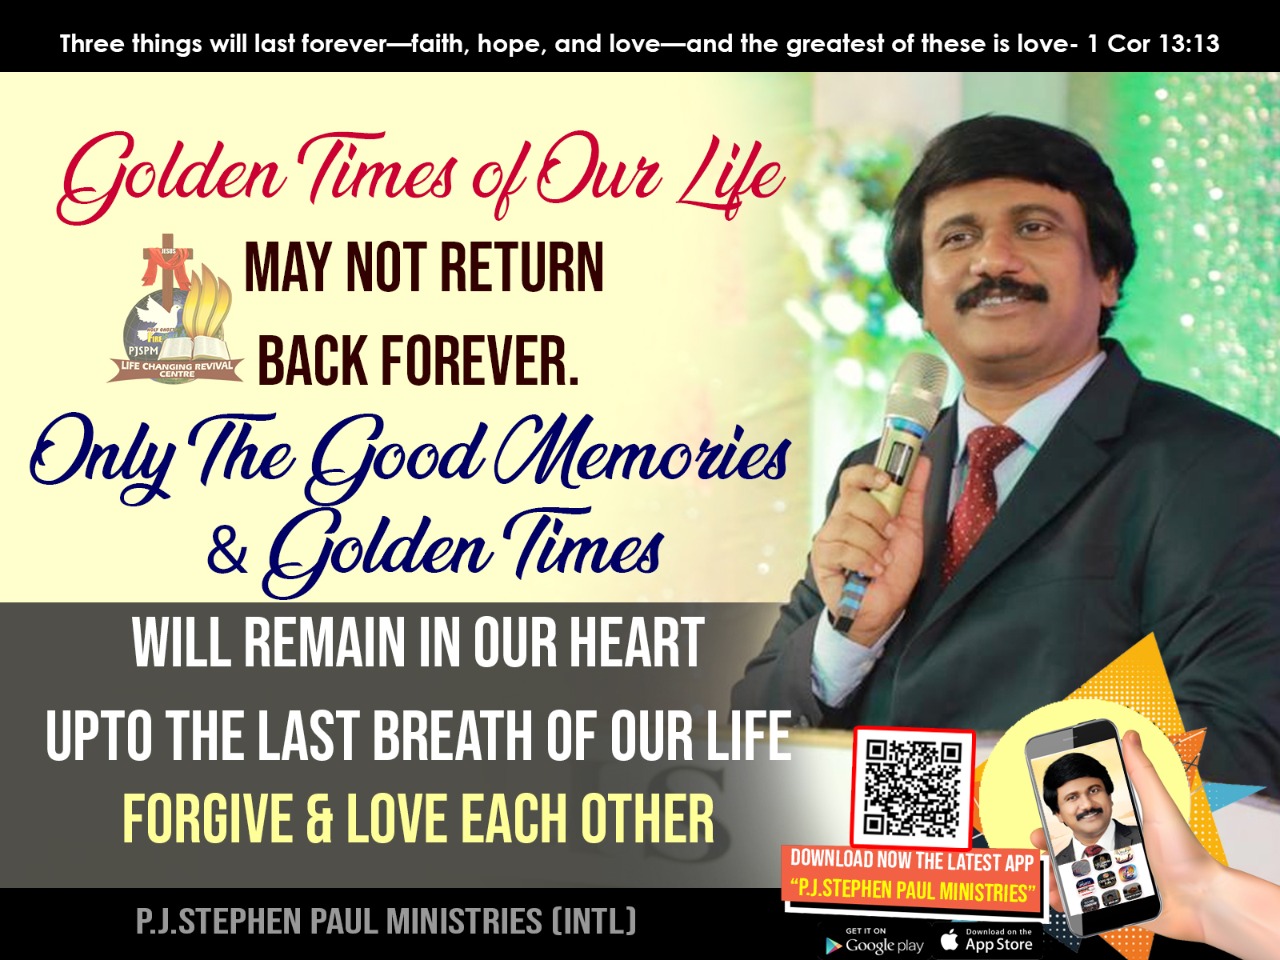 Three things will last forever—faith, hope, and love—and the greatest of these is love- 1 Cor 13:13
Golden Times of Our Life
MAY NOT RETURN
BACK FOREVER.
JESUS
HOLY GHOST
FIRE
PJSPM
LIFE CHANGING REVIVAL
CENTRE
Only The Good Memories
& Golden Times
WILL REMAIN IN OUR HEART
UPTO THE LAST BREATH OF OUR LIFE
FORGIVE & LOVE EACH OTHER
DOWNLOAD NOW THE LATEST APP
“P.J.STEPHEN PAUL MINISTRIES”
P.J.STEPHEN PAUL MINISTRIES (INTL)
GET IT ON
Google play
Download on the
App Store